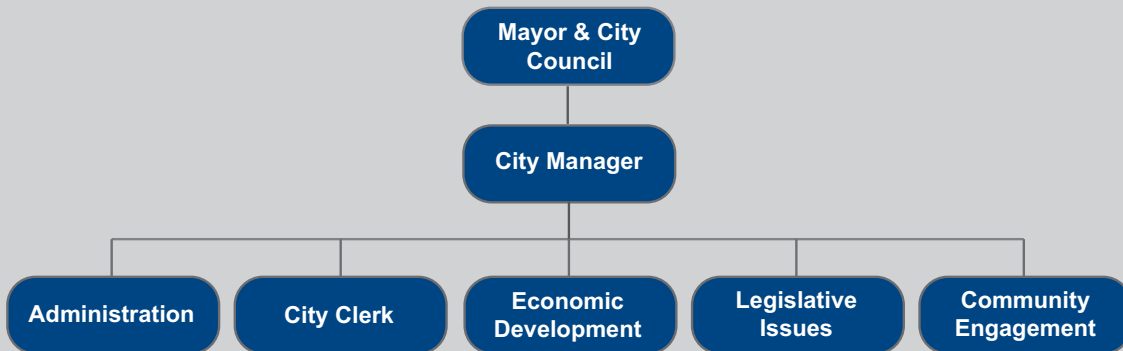 Mayor & City
Council
City Manager
Administration
City Clerk
Economic
Development
Legislative
Issues
Community
Engagement